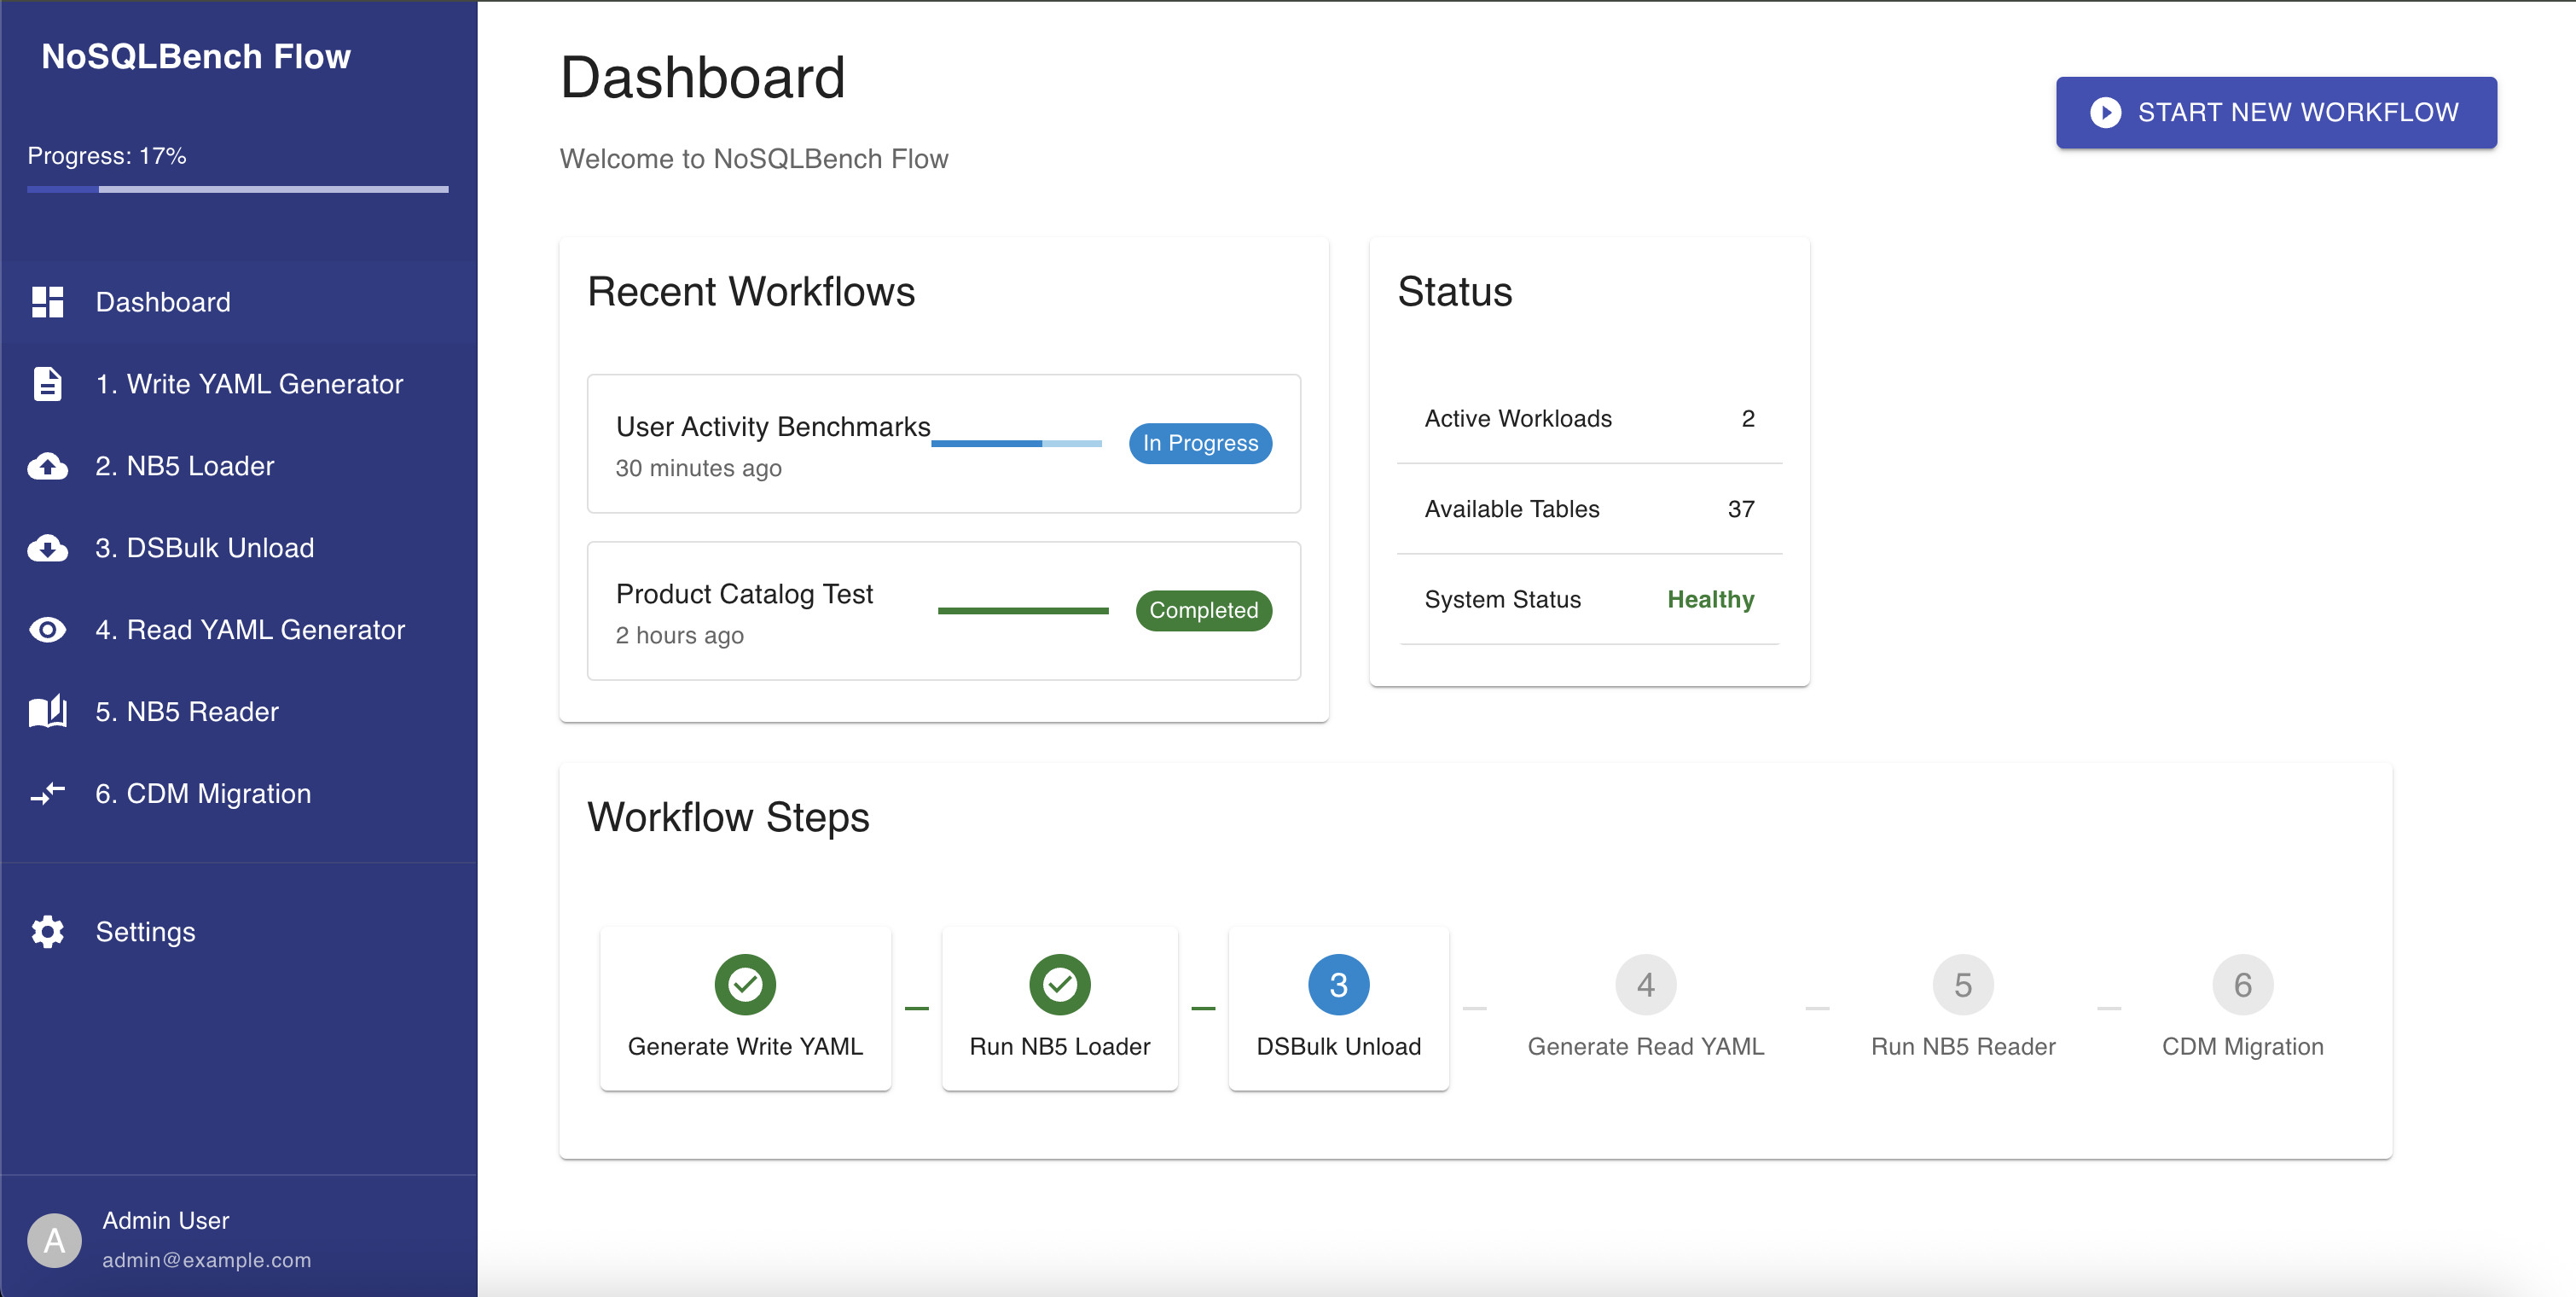 NoSQLBench Flow
Progress: 17%
Dashboard
1. Write YAML Generator
2. NB5 Loader
3. DSBulk Unload
4. Read YAML Generator
5. NB5 Reader
6. CDM Migration
Settings
A
Admin User
admin@example.com
Dashboard
Welcome to NoSQLBench Flow
START NEW WORKFLOW
Recent Workflows
User Activity Benchmarks
30 minutes ago
In Progress
Product Catalog Test
2 hours ago
Completed
Status
Active Workloads 2
Available Tables 37
System Status Healthy
Workflow Steps
Generate Write YAML
Run NB5 Loader
3
DSBulk Unload
4
Generate Read YAML
5
Run NB5 Reader
6
CDM Migration